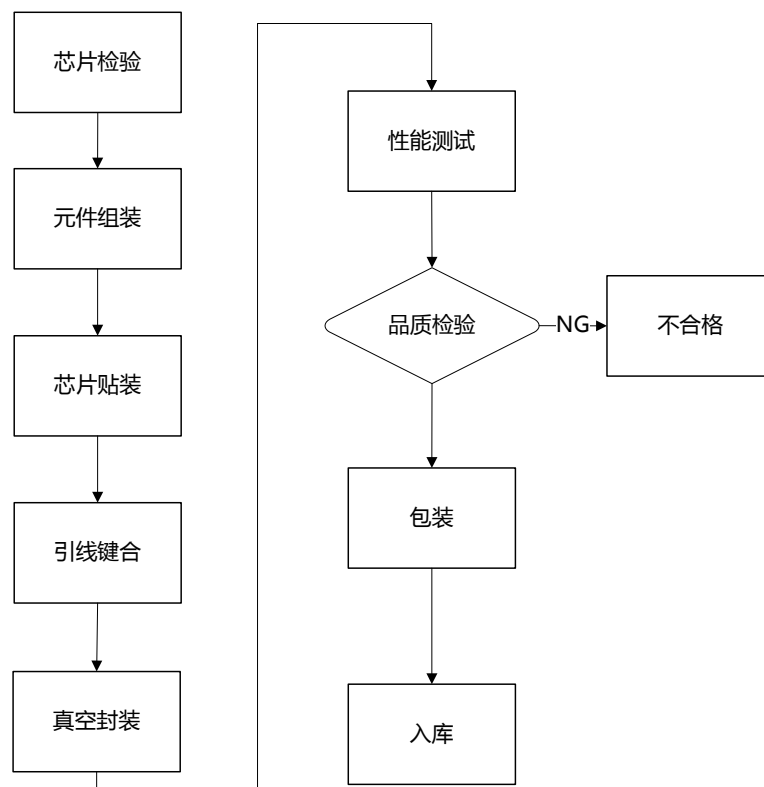 芯片检验
元件组装
芯片贴装
引线键合
真空封装
性能测试
品质检验
NG
不合格
包装
入库